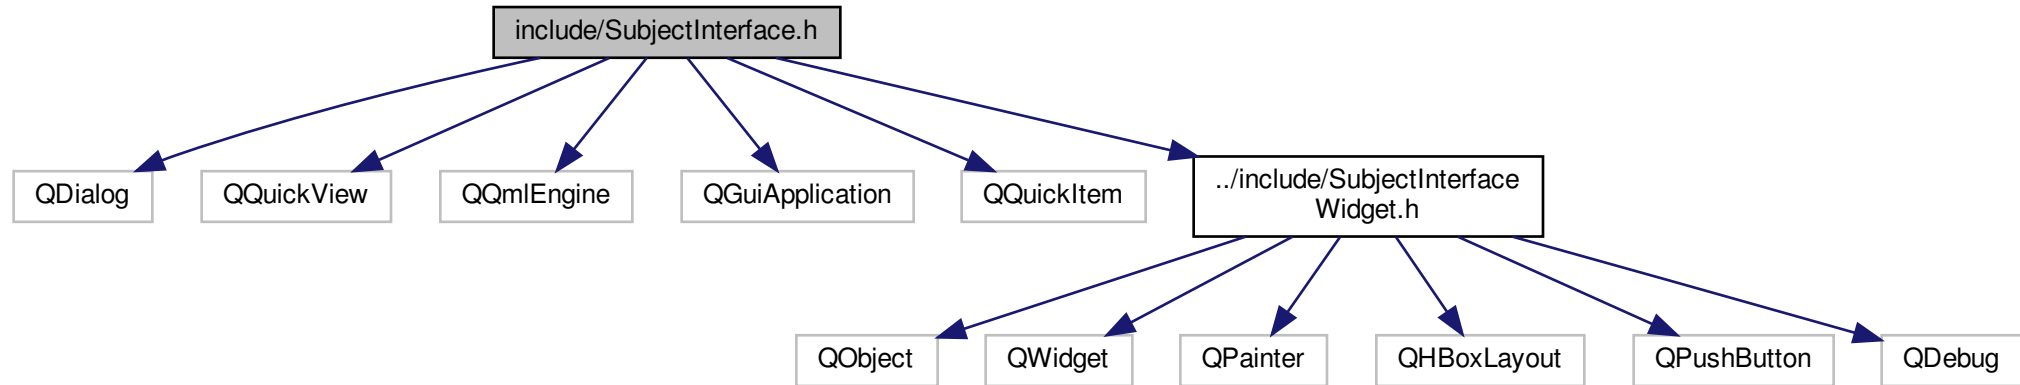 include/SubjectInterface.h
QDialog
QQuickView
QQmlEngine
QGuiApplication
QQuickItem
../include/SubjectInterface
Widget.h
QObject
QWidget
QPainter
QHBoxLayout
QPushButton
QDebug